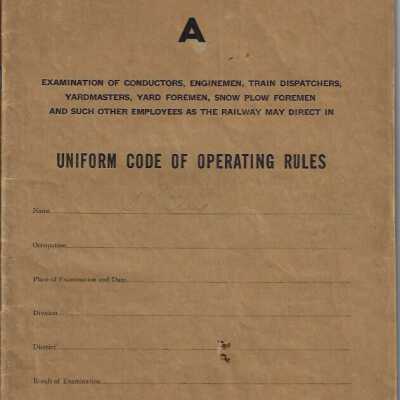 A
EXAMINATION OF CONDUCTORS, ENGINEMEN, TRAIN DISPATCHERS,
YARDMASTERS, YARD FOREMEN, SNOW PLOW FOREMEN
AND SUCH OTHER EMPLOYEES AS THE RAILWAY MAY DIRECT IN
UNIFORM CODE OF OPERATING RULES
Name
Occupation
Place of Examination and Date
Division
District
Result of Examination